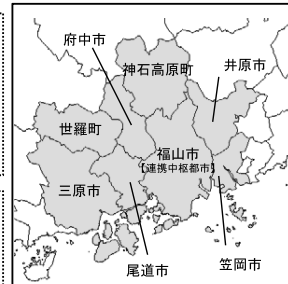 府中市
神石高原町
井原市
世羅町
福山市
【連携中枢都市】
三原市
尾道市
笠岡市